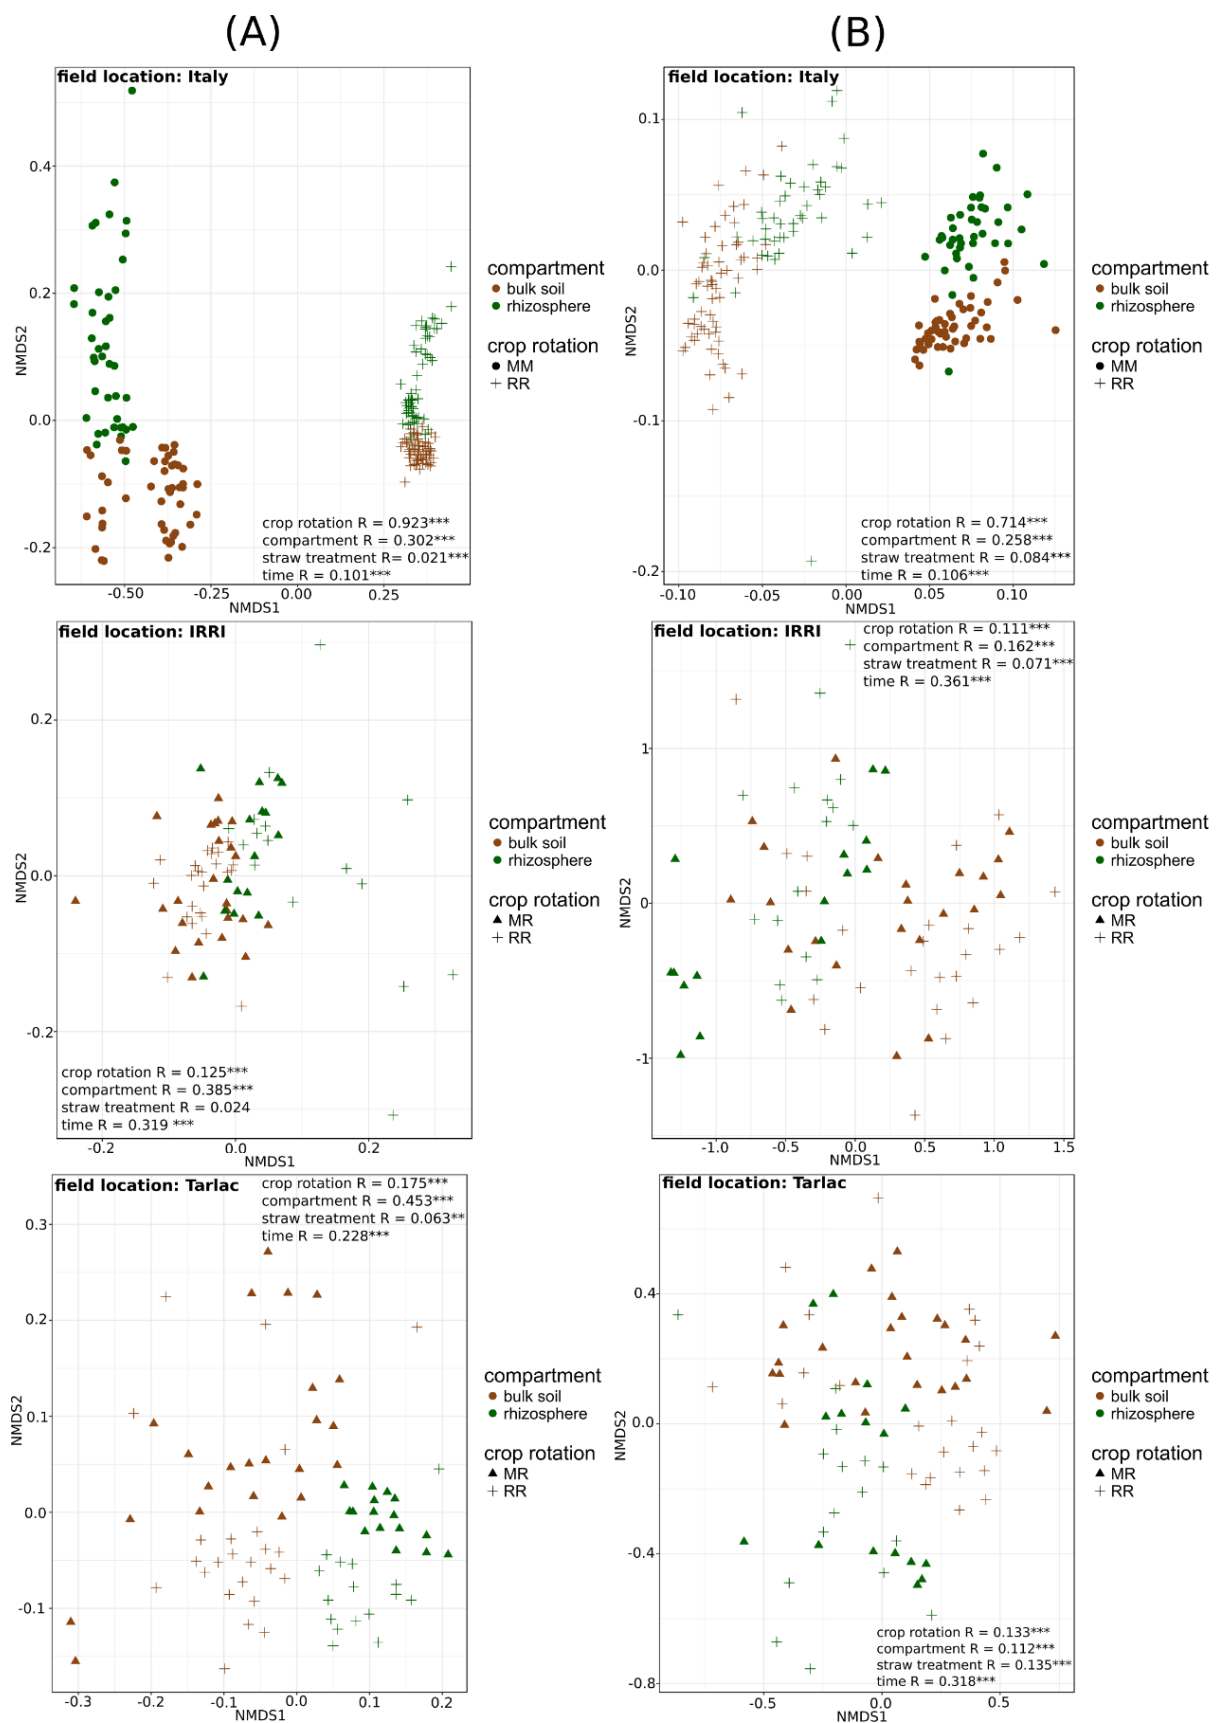 (A)
(B)
field location: Italy
0.4
0.2
0.0
-0.2
NMDS2
-0.50
-0.25
0.00
0.25
NMDS1
crop rotation R = 0.923***
compartment R = 0.302***
straw treatment R= 0.021***
time R = 0.101***
compartment
bulk soil
rhizosphere
crop rotation
MM
RR
field location: Italy
0.1
0.0
-0.1
-0.2
NMDS2
-0.10
-0.05
0.00
0.05
0.10
NMDS1
crop rotation R = 0.714***
compartment R = 0.258***
straw treatment R = 0.084***
time R = 0.106***
compartment
bulk soil
rhizosphere
crop rotation
MM
RR
field location: IRRI
0.2
0.0
-0.2
NMDS2
-0.2
0.0
0.2
NMDS1
crop rotation R = 0.125***
compartment R = 0.385***
straw treatment R = 0.024
time R = 0.319 ***
compartment
bulk soil
rhizosphere
crop rotation
MR
RR
field location: IRRI
crop rotation R = 0.111***
compartment R = 0.162***
straw treatment R = 0.071***
time R = 0.361***
1
0
-1
NMDS2
-1.0
-0.5
0.0
0.5
1.0
1.5
NMDS1
compartment
bulk soil
rhizosphere
crop rotation
MR
RR
field location: Tarlac
crop rotation R = 0.175***
compartment R = 0.453***
straw treatment R = 0.063**
time R = 0.228***
0.3
0.2
0.1
0.0
-0.1
NMDS2
-0.3
-0.2
-0.1
0.0
0.1
0.2
NMDS1
compartment
bulk soil
rhizosphere
crop rotation
MR
RR
field location: Tarlac
0.4
0.0
-0.4
-0.8
NMDS2
-0.5
0.0
0.5
NMDS1
crop rotation R = 0.133***
compartment R = 0.112***
straw treatment R = 0.135***
time R = 0.318***
compartment
bulk soil
rhizosphere
crop rotation
MR
RR